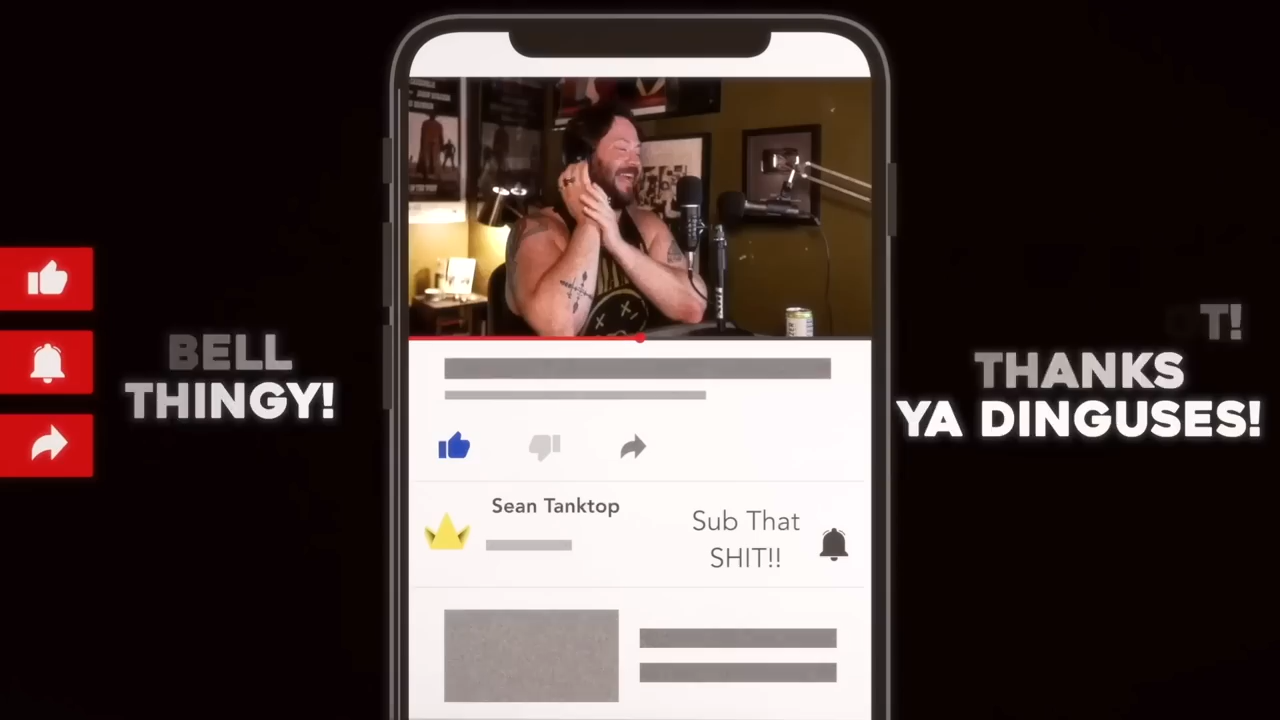 BELL
THINGY!
T!
THANKS
YA DINGUSES!
Sean Tanktop
Sub That
SHIT!!